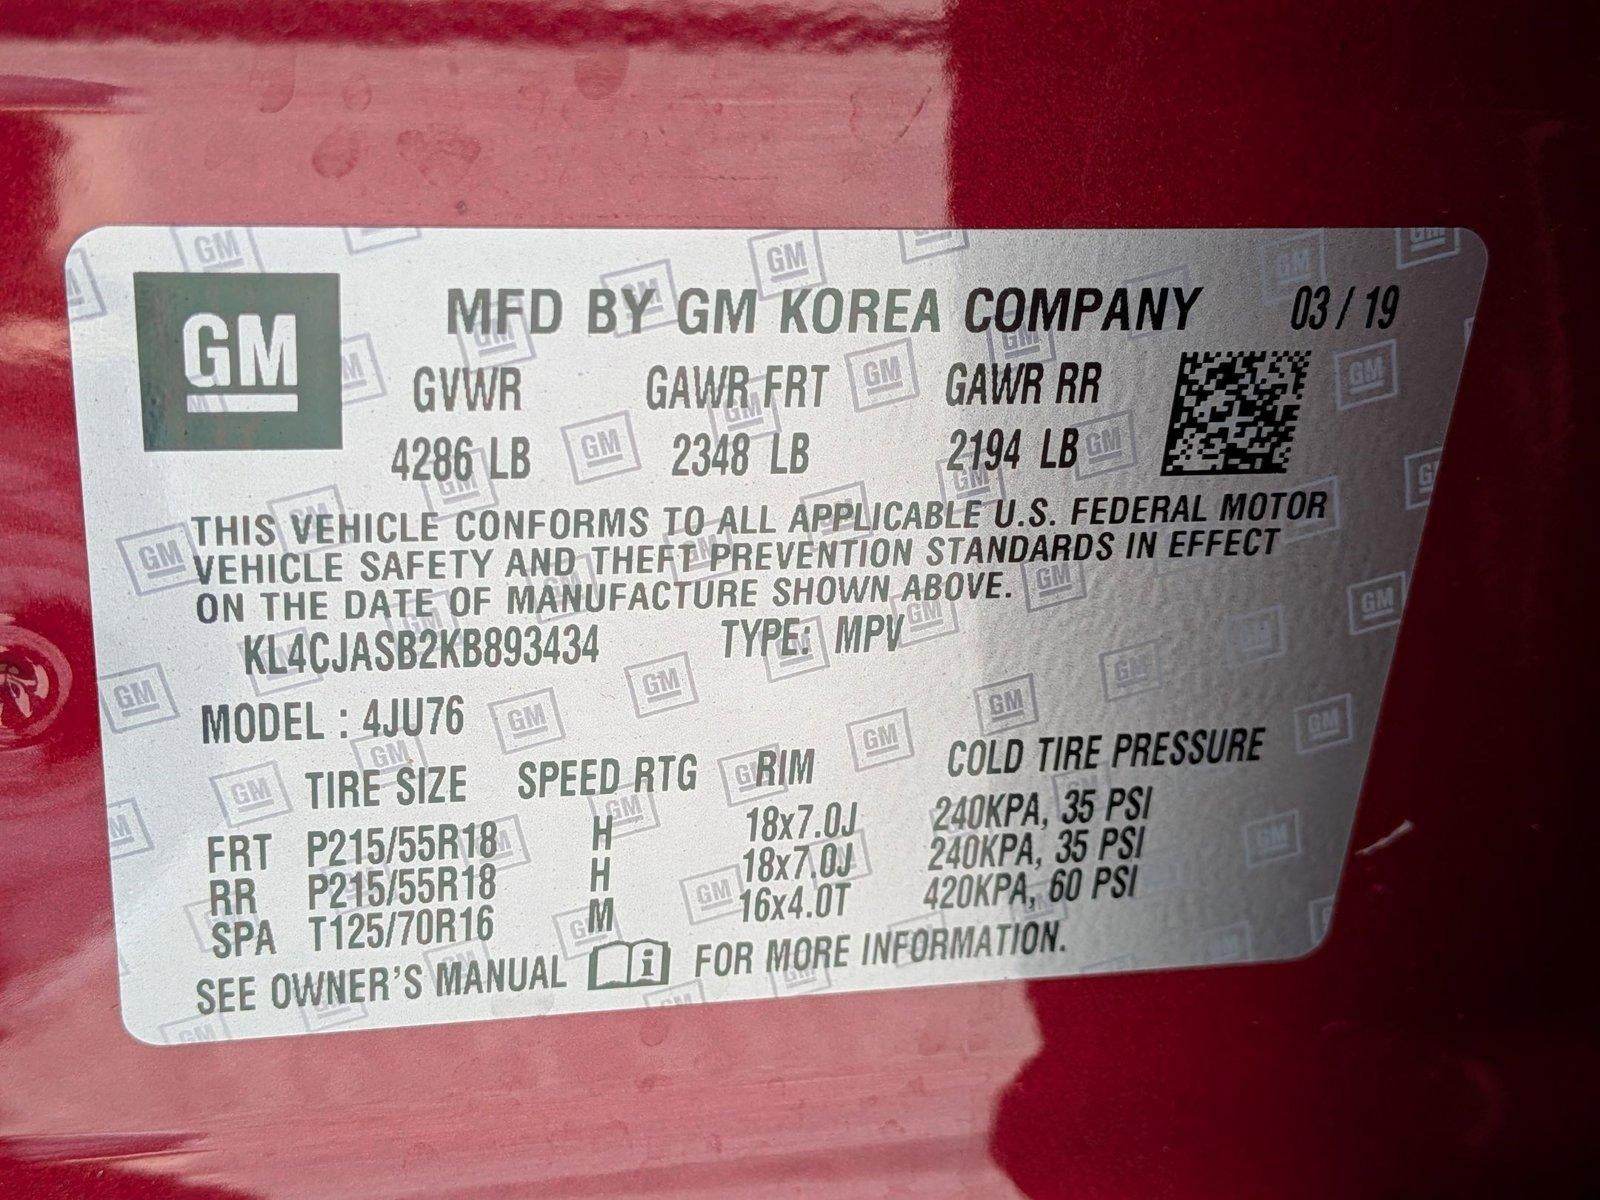 GM
MFD BY GM KOREA COMPANY 03 / 19
GVWR GAWR FRT GAWR RR
4286 LB 2348 LB 2194 LB
THIS VEHICLE CONFORMS TO ALL APPLICABLE U.S. FEDERAL MOTOR
VEHICLE SAFETY AND THEFT PREVENTION STANDARDS IN EFFECT
ON THE DATE OF MANUFACTURE SHOWN ABOVE.
KL4CJASB2KB893434 TYPE: MPV
MODEL : 4JU76
TIRE SIZE SPEED RTG RIM COLD TIRE PRESSURE
FRT P215/55R18 H 18x7.0J 240KPA, 35 PSI
RR P215/55R18 H 18x7.0J 240KPA, 35 PSI
SPA T125/70R16 M 16x4.0T 420KPA, 60 PSI
SEE OWNER'S MANUAL i FOR MORE INFORMATION.